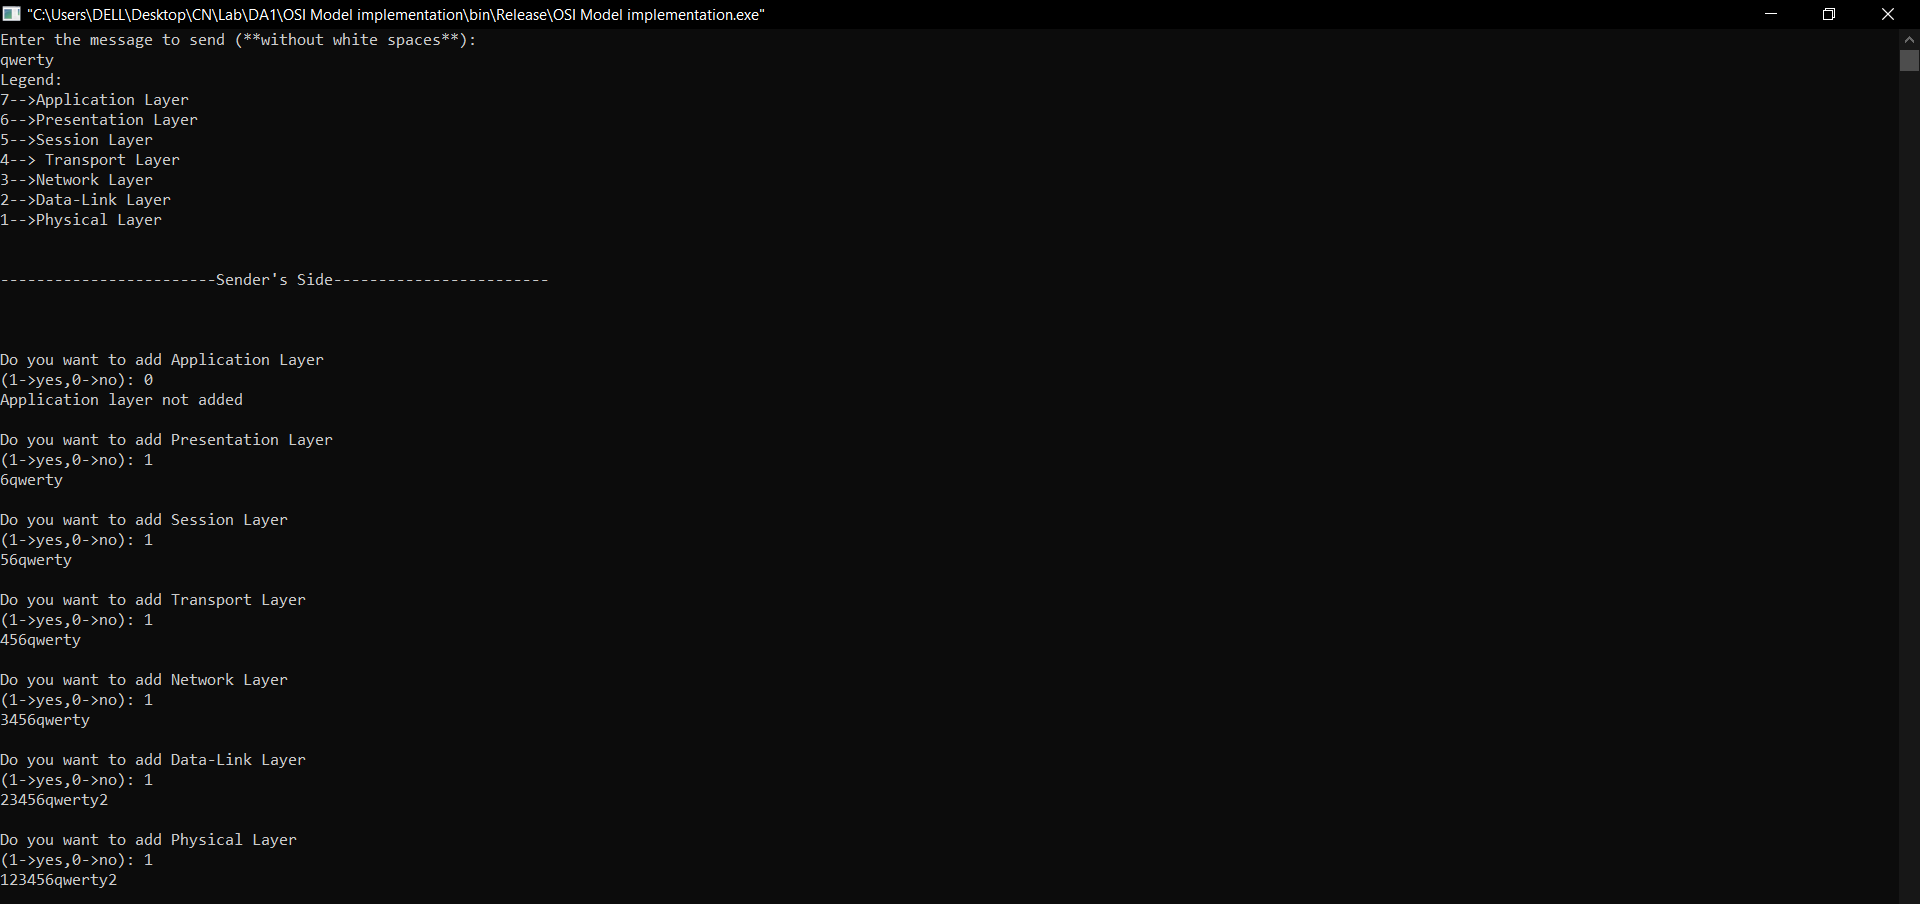 "C:\Users\DELL\Desktop\CN\Lab\DA1\OSI Model implementation\bin\Release\OSI Model implementation.exe"
Enter the message to send (**without white spaces**):
qwerty
Legend:
7-->Application Layer
6-->Presentation Layer
5-->Session Layer
4--> Transport Layer
3-->Network Layer
2-->Data-Link Layer
1-->Physical Layer
------------------------Sender's Side------------------------
Do you want to add Application Layer
(1->yes,0->no): 0
Application layer not added
Do you want to add Presentation Layer
(1->yes,0->no): 1
6qwerty
Do you want to add Session Layer
(1->yes,0->no): 1
56qwerty
Do you want to add Transport Layer
(1->yes,0->no): 1
456qwerty
Do you want to add Network Layer
(1->yes,0->no): 1
3456qwerty
Do you want to add Data-Link Layer
(1->yes,0->no): 1
23456qwerty2
Do you want to add Physical Layer
(1->yes,0->no): 1
123456qwerty2